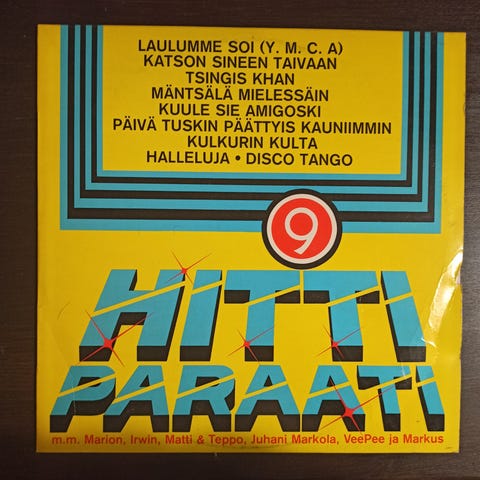 LAULUMME SOI (Y. M. C. A)
KATSON SINEEN TAIVAAN
TSINGIS KHAN
MÄNTSÄLÄ MIELESSÄIN
KUULE SIE AMIGOSKI
PÄIVÄ TUSKIN PÄÄTTYIS KAUNIIMMIN
KULKURIN KULTA
HALLELUJA • DISCO TANGO
9
HITTI
PARAATI
m.m. Marion, Irwin, Matti & Teppo, Juhani Markola, VeePee ja Markus